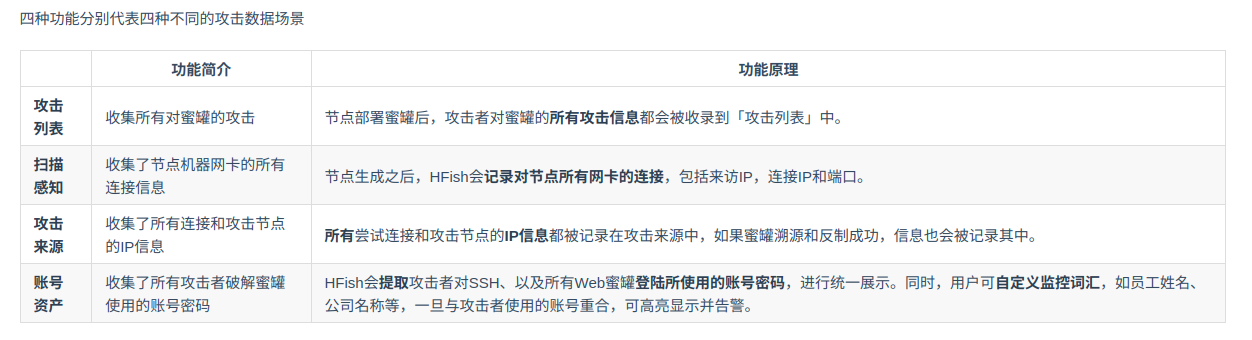 四种功能分别代表四种不同的攻击数据场景
功能简介 功能原理
攻击
列表
收集所有对蜜罐的攻击
节点部署蜜罐后，攻击者对蜜罐的所有攻击信息都会被收录到「攻击列表」中。
扫描
感知
收集了节点机器网卡的所有
连接信息
节点生成之后，HFish会记录对节点所有网卡的连接，包括来访IP，连接IP和端口。
攻击
来源
收集了所有连接和攻击节点
的IP信息
所有尝试连接和攻击节点的IP信息都被记录在攻击来源中，如果蜜罐溯源和反制成功，信息也会被记录其中。
账号
资产
收集了所有攻击者破解蜜罐
使用的账号密码
HFish会提取攻击者对SSH、以及所有Web蜜罐登陆所使用的账号密码，进行统一展示。同时，用户可自定义监控词汇，如员工姓名、
公司名称等，一旦与攻击者使用的账号重合，可高亮显示并告警。